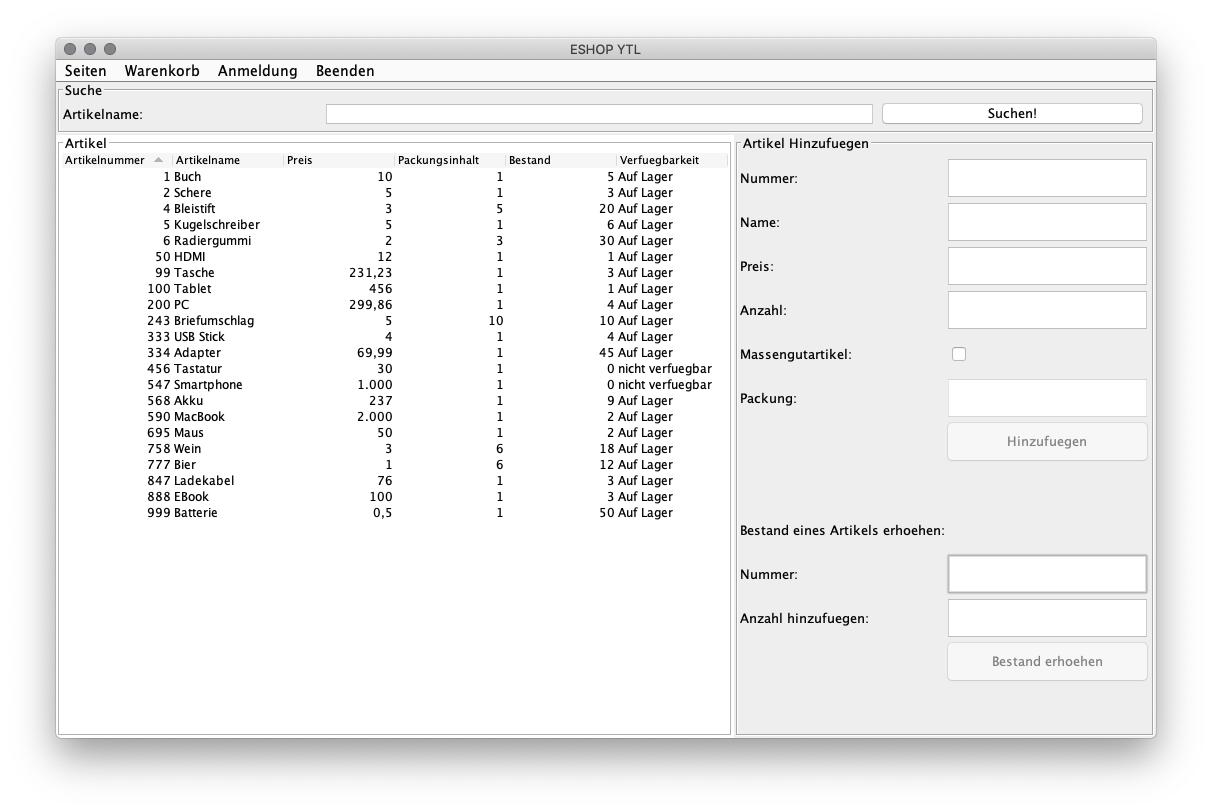 ESHOP YTL
Seiten Warenkorb Anmeldung Beenden
Suche
Artikelname: Suchen!
Artikel
Artikelnummer Artikelname Preis Packungsinhalt Bestand Verfuegbarkeit
1 Buch 10 1 5 Auf Lager
2 Schere 5 1 3 Auf Lager
4 Bleistift 3 5 20 Auf Lager
5 Kugelschreiber 5 1 6 Auf Lager
6 Radiergummi 2 3 30 Auf Lager
50 HDMI 12 1 1 Auf Lager
99 Tasche 231,23 1 3 Auf Lager
100 Tablet 456 1 1 Auf Lager
200 PC 299,86 1 4 Auf Lager
243 Briefumschlag 5 10 10 Auf Lager
333 USB Stick 4 1 4 Auf Lager
334 Adapter 69,99 1 45 Auf Lager
456 Tastatur 30 1 0 nicht verfuegbar
547 Smartphone 1.000 1 0 nicht verfuegbar
568 Akku 237 1 9 Auf Lager
590 MacBook 2.000 1 2 Auf Lager
695 Maus 50 1 2 Auf Lager
758 Wein 3 6 18 Auf Lager
777 Bier 1 6 12 Auf Lager
847 Ladekabel 76 1 3 Auf Lager
888 EBook 100 1 3 Auf Lager
999 Batterie 0,5 1 50 Auf Lager
Artikel Hinzufuegen
Nummer:
Name:
Preis:
Anzahl:
Massengutartikel:
Packung:
Hinzufuegen
Bestand eines Artikels erhoehen:
Nummer:
Anzahl hinzufuegen:
Bestand erhoehen